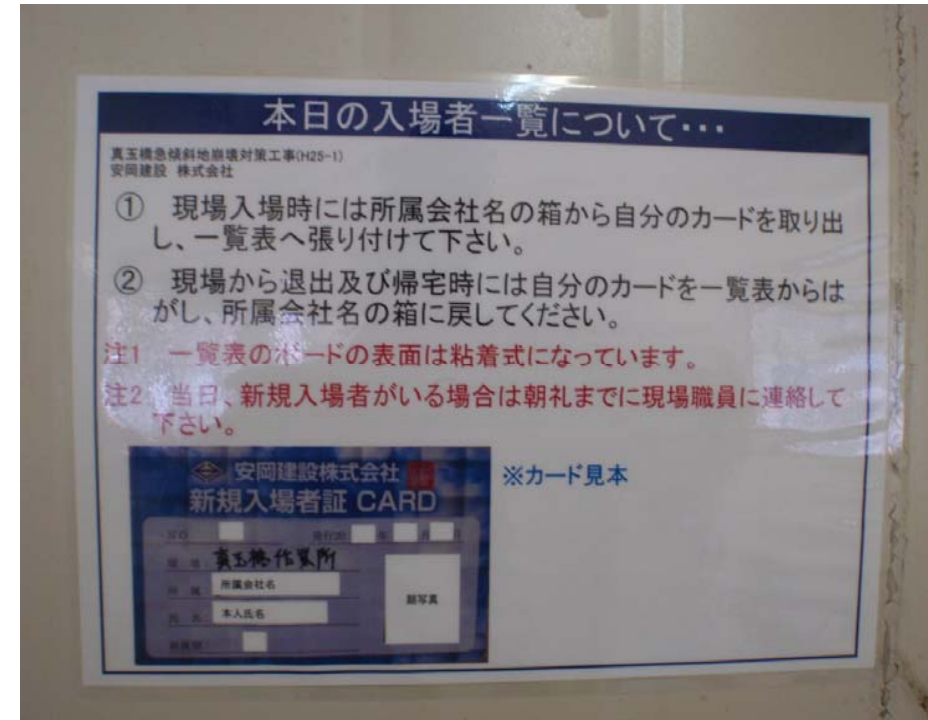 本日の入場者一覧について・・・
真玉橋急傾斜地崩壊対策工事(H25-1)
安岡建設 株式会社
① 現場入場時には所属会社名の箱から自分のカードを取り出
し、一覧表へ張り付けて下さい。
② 現場から退出及び帰宅時には自分のカードを一覧表からは
がし、所属会社名の箱に戻してください。
注1 一覧表のボードの表面は粘着式になっています。
注2 当日、新規入場者がいる場合は朝礼までに現場職員に連絡して
下さい。
安岡建設株式会社
※カード見本
新規入場者証 CARD
年 月 日
真玉橋作業所
所属会社名
顔写真
本人氏名